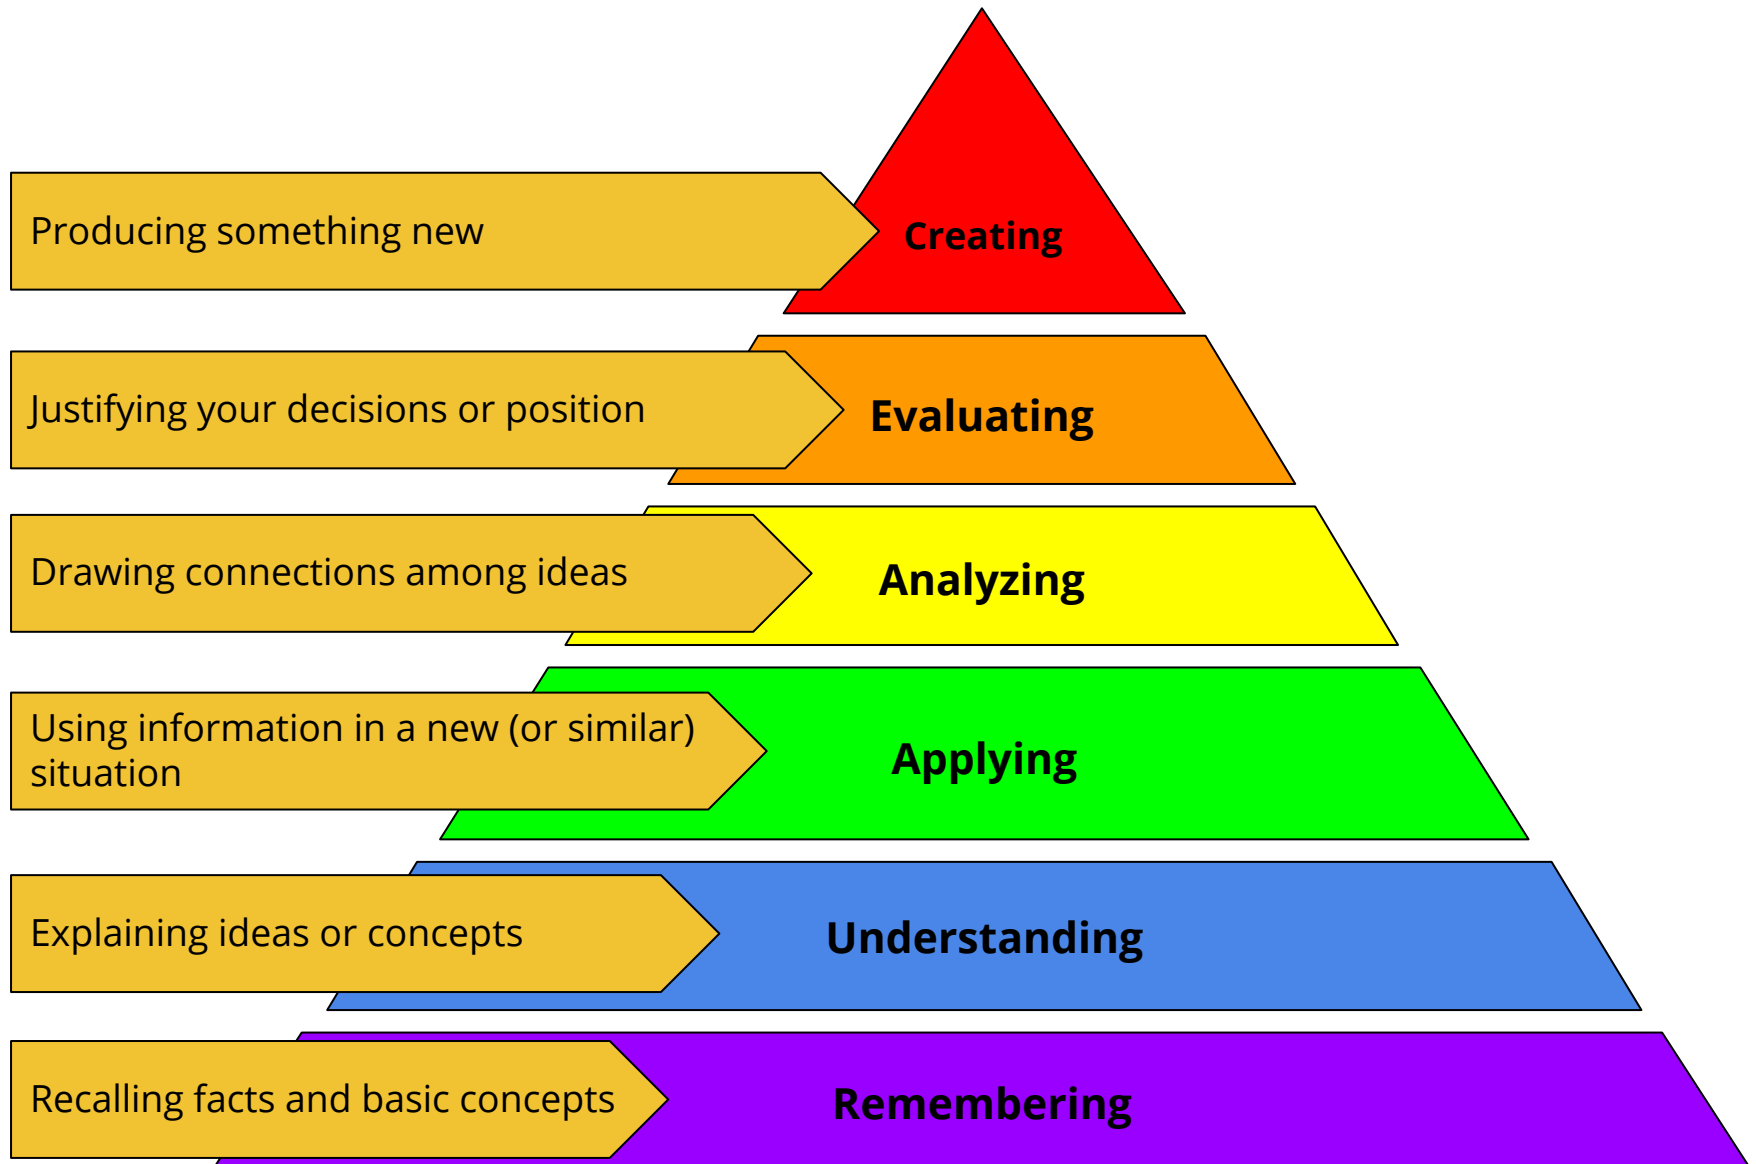 Producing something new
Creating
Justifying your decisions or position
Evaluating
Drawing connections among ideas
Analyzing
Using information in a new (or similar)
situation
Applying
Explaining ideas or concepts
Understanding
Recalling facts and basic concepts
Remembering